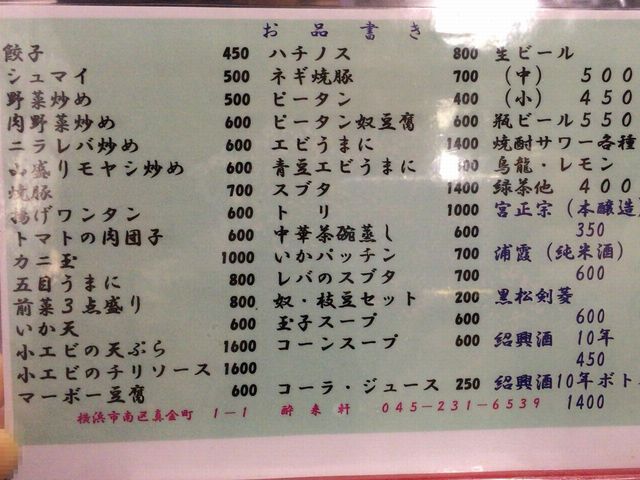 お品書き
餃子 450
シュマイ 500
野菜炒め 500
肉野菜炒め 600
ニラレバ炒め 600
山盛りモヤシ炒め 600
焼豚 700
揚げワンタン 600
トマトの肉団子 600
カニ玉 1000
五目うまに 800
前菜3点盛り 800
いか天 600
小エビの天ぷら 1600
小エビのチリソース 1600
マーボー豆腐 600
ハチノス 800
ネギ焼豚 700
ピータン 400
ピータン奴豆腐 600
エビうまに 1400
青豆エビうまに
スブタ 1400
トリ 1000
中華茶碗蒸し 600
いかパッチン 700
レバのスブタ 700
奴・枝豆セット 200
玉子スープ 600
コーンスープ 600
コーラ・ジュース 250
生ビール
（中） 500
（小） 450
瓶ビール 550
焼酎サワー各種
烏龍・レモン
緑茶他 400
宮正宗（本醸造）
350
浦霞（純米酒）
600
黒松剣菱
600
紹興酒 10年
450
紹興酒10年ボト
1400
横浜市南区真金町 1－1 酔来軒 045－231－6539